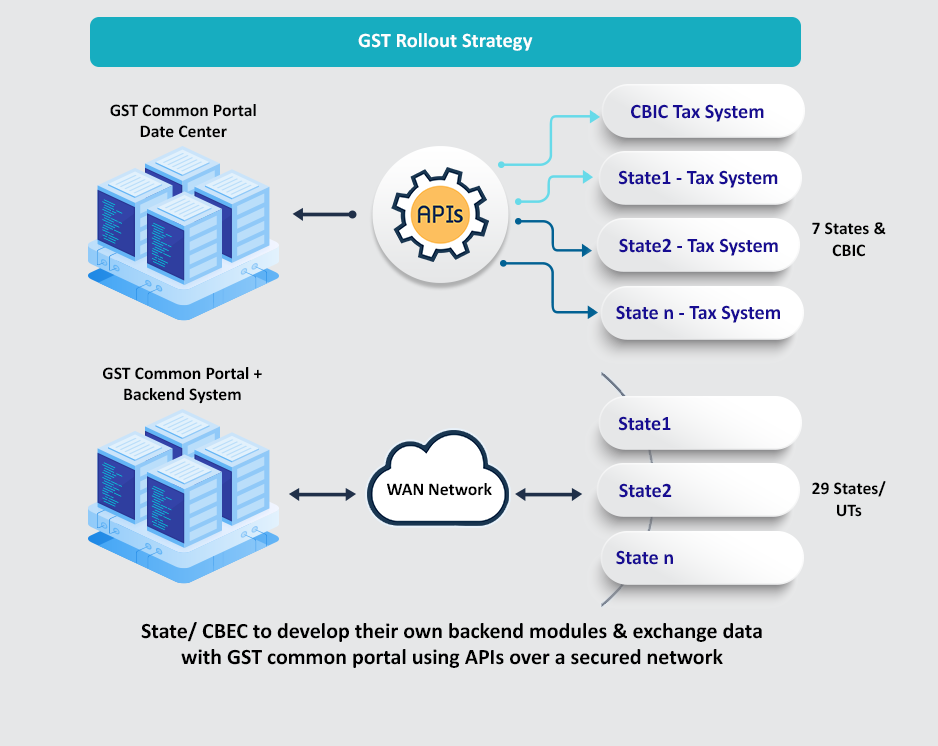 GST Rollout Strategy
GST Common Portal
Date Center
APIs
CBIC Tax System
State1 - Tax System
State2 - Tax System
State n - Tax System
7 States &
CBIC
GST Common Portal +
Backend System
WAN Network
State1
State2
State n
29 States/
UTs
State/ CBEC to develop their own backend modules & exchange data
with GST common portal using APIs over a secured network